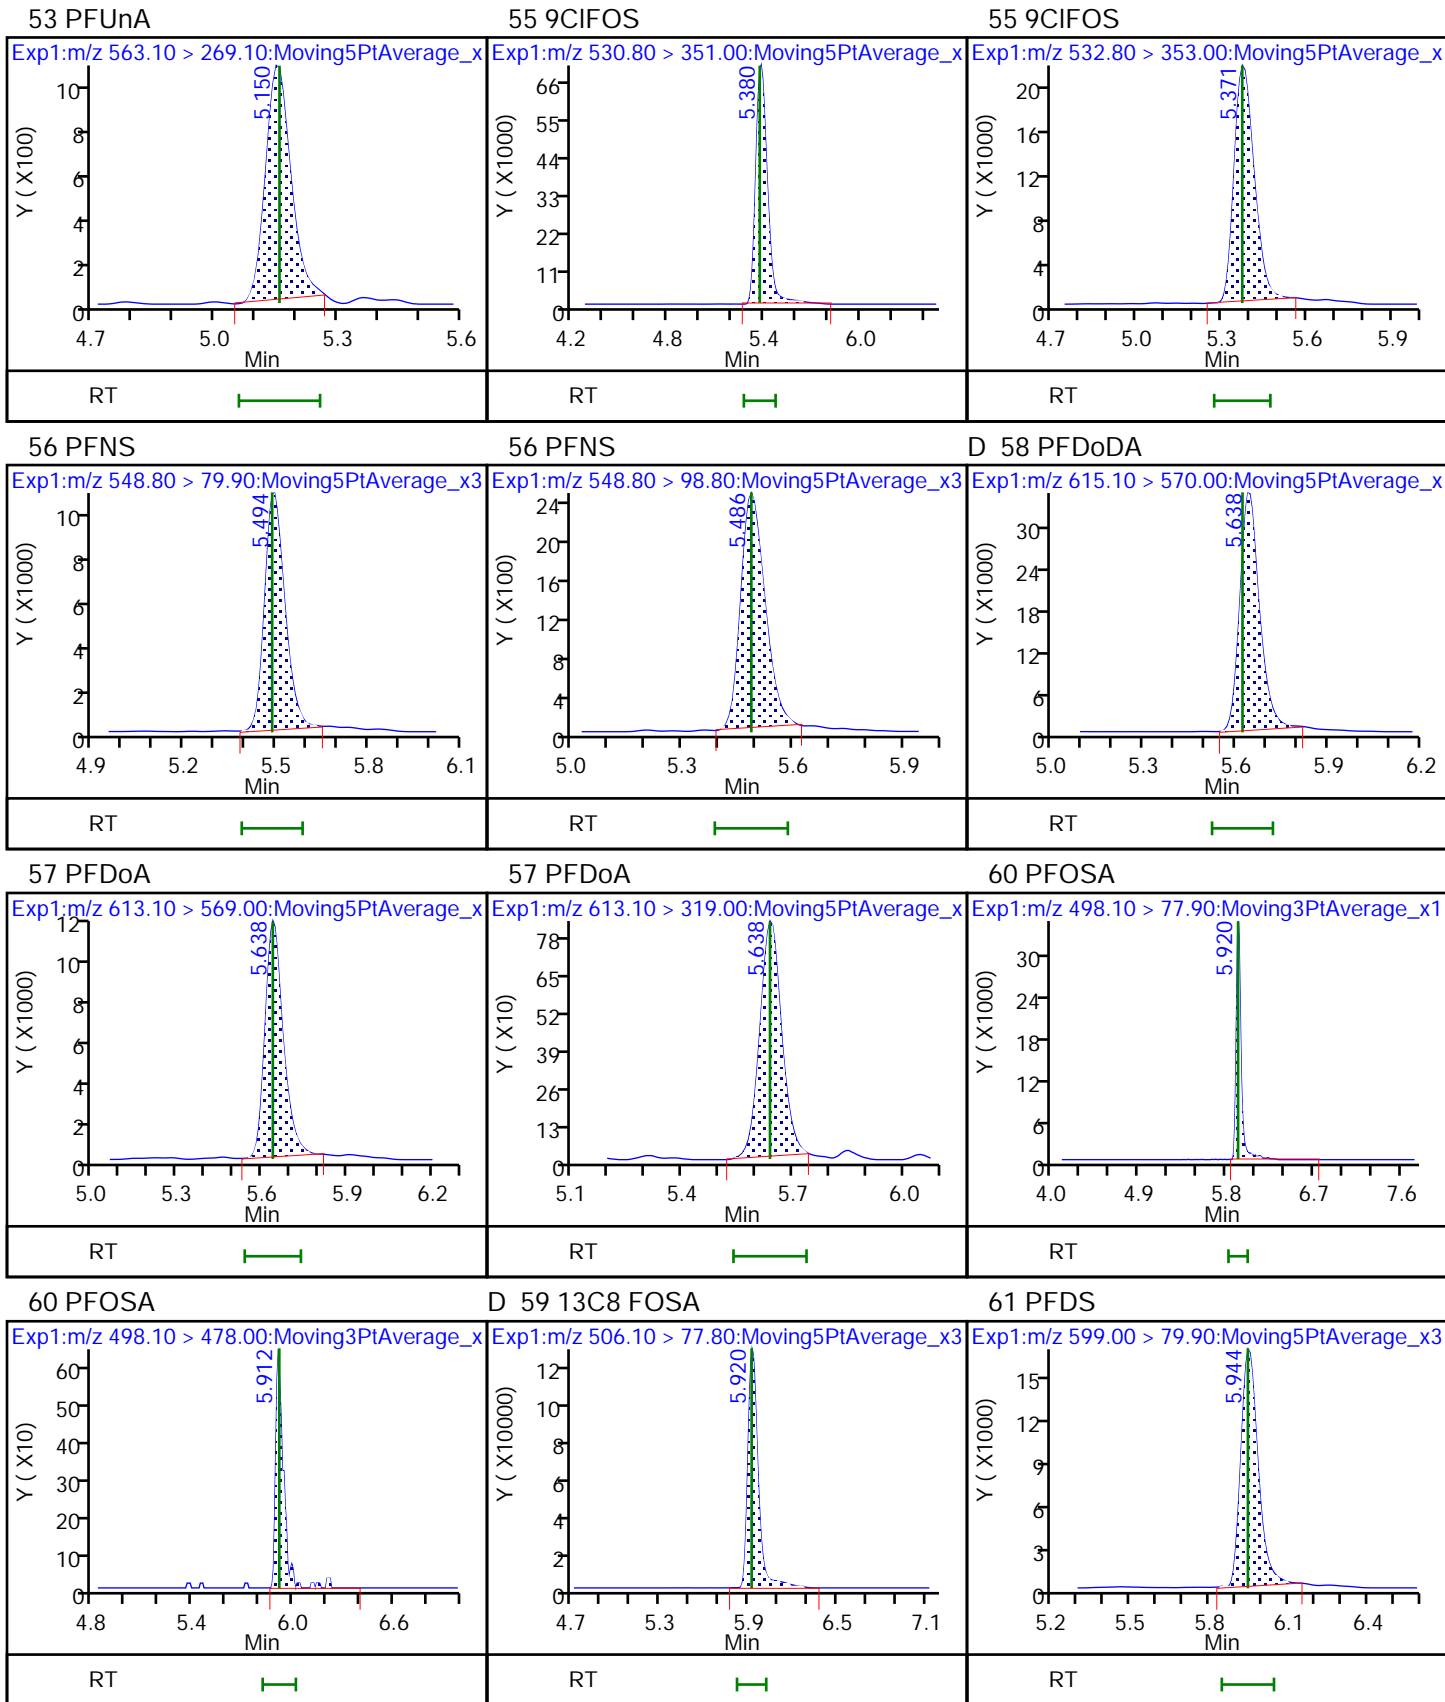 53 PFUnA
Exp1:m/z 563.10 > 269.10:Moving5PtAverage_x
5.150
Y ( X100)
10
8
6
4
2
0
4.7 5.0 5.3 5.6
Min
RT
55 9ClFOS
Exp1:m/z 530.80 > 351.00:Moving5PtAverage_x
5.380
Y ( X1000)
66
55
44
33
22
11
0
4.2 4.8 5.4 6.0
Min
RT
55 9ClFOS
Exp1:m/z 532.80 > 353.00:Moving5PtAverage_x
5.371
Y ( X1000)
20
16
12
8
4
0
4.7 5.0 5.3 5.6 5.9
Min
RT
56 PFNS
Exp1:m/z 548.80 > 79.90:Moving5PtAverage_x3
5.494
Y ( X1000)
10
8
6
4
2
0
4.9 5.2 5.5 5.8 6.1
Min
RT
56 PFNS
Exp1:m/z 548.80 > 98.80:Moving5PtAverage_x3
5.486
Y ( X100)
24
20
16
12
8
4
0
5.0 5.3 5.6 5.9
Min
RT
D 58 PFDoDA
Exp1:m/z 615.10 > 570.00:Moving5PtAverage_x
5.638
Y ( X1000)
30
24
18
12
6
0
5.0 5.3 5.6 5.9 6.2
Min
RT
57 PFDoA
Exp1:m/z 613.10 > 569.00:Moving5PtAverage_x
5.638
Y ( X1000)
12
10
8
6
4
2
0
5.0 5.3 5.6 5.9 6.2
Min
RT
57 PFDoA
Exp1:m/z 613.10 > 319.00:Moving5PtAverage_x
5.638
Y ( X10)
78
65
52
39
26
13
0
5.1 5.4 5.7 6.0
Min
RT
60 PFOSA
Exp1:m/z 498.10 > 77.90:Moving3PtAverage_x1
5.920
Y ( X1000)
30
24
18
12
6
0
4.0 4.9 5.8 6.7 7.6
Min
RT
60 PFOSA
Exp1:m/z 498.10 > 478.00:Moving3PtAverage_x
5.912
Y ( X10)
60
50
40
30
20
10
0
4.8 5.4 6.0 6.6
Min
RT
D 59 13C8 FOSA
Exp1:m/z 506.10 > 77.80:Moving5PtAverage_x3
5.920
Y ( X10000)
12
10
8
6
4
2
0
4.7 5.3 5.9 6.5 7.1
Min
RT
61 PFDS
Exp1:m/z 599.00 > 79.90:Moving5PtAverage_x3
5.944
Y ( X1000)
15
12
9
6
3
0
5.2 5.5 5.8 6.1 6.4
Min
RT